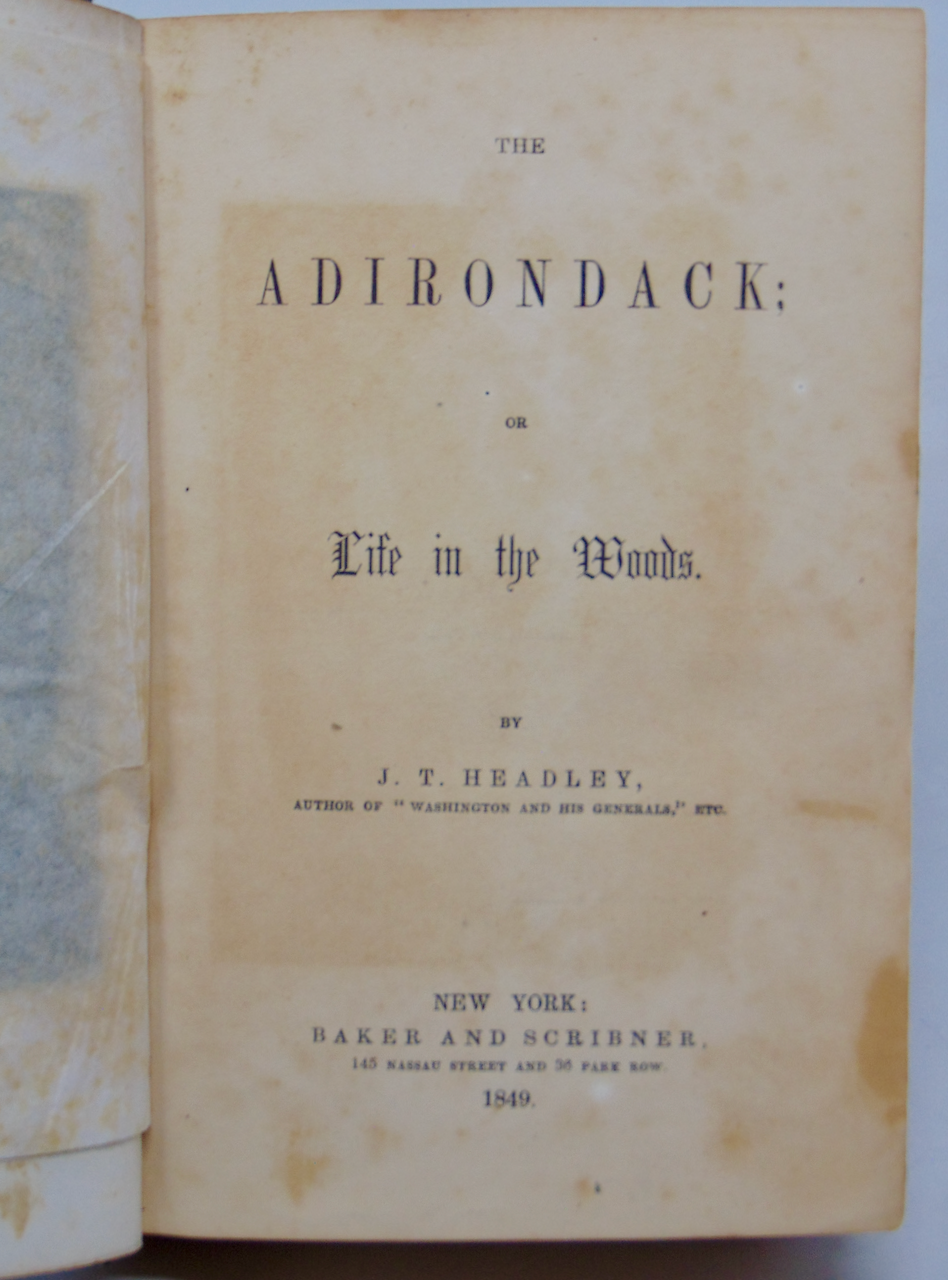 THE
ADIRONDACK;
OR
Life in the Woods.
BY
J. T. HEADLEY,
AUTHOR OF "WASHINGTON AND HIS GENERALS," ETC.
NEW YORK:
BAKER AND SCRIBNER,
145 NASSAU STREET AND 36 PARK ROW.
1849.